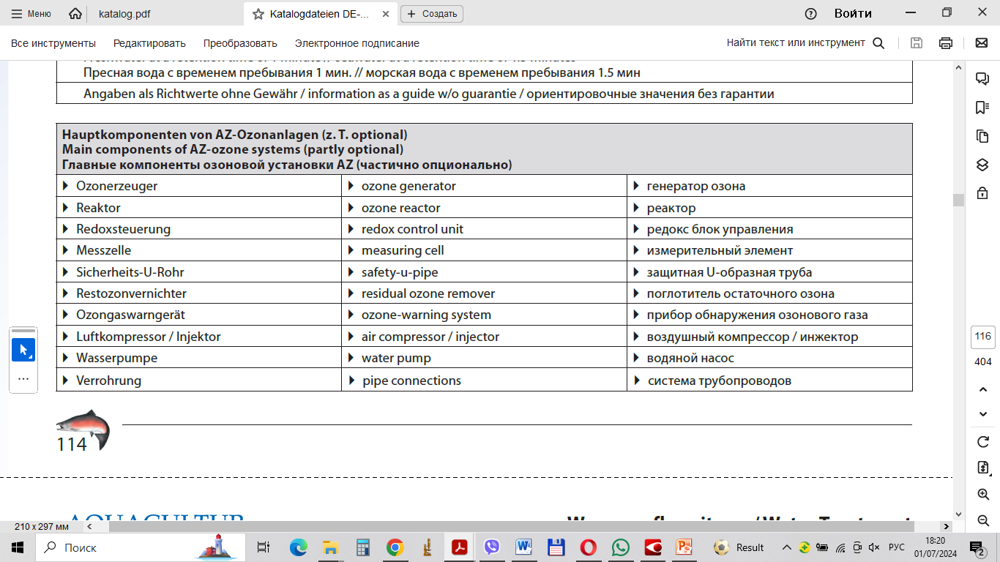 Меню
katalog.pdf
Katalogdateien DE-...
Создать
Войти
Все инструменты
Редактировать
Преобразовать
Электронное подписание
Найти текст или инструмент
Пресная вода с временем пребывания 1 мин. // морская вода с временем пребывания 1.5 мин
Angaben als Richtwerte ohne Gewähr / information as a guide w/o guarantie / ориентировочные значения без гарантии
Hauptkomponenten von AZ-Ozonanlagen (z. T. optional)
Main components of AZ-ozone systems (partly optional)
Главные компоненты озоновой установки AZ (частично опционально)
Ozonerzeuger ozone generator генератор озона
Reaktor ozone reactor реактор
Redoxsteuerung redox control unit редокс блок управления
Messzelle measuring cell измерительный элемент
Sicherheits-U-Rohr safety-u-pipe защитная U-образная труба
Restozonvernichter residual ozone remover поглотитель остаточного озона
Ozongaswarngerät ozone-warning system прибор обнаружения озонового газа
Luftkompressor / Injektor air compressor / injector воздушный компрессор / инжектор
Wasserpumpe water pump водяной насос
Verrohrung pipe connections система трубопроводов
116
404
114
AQUACULTUR
/ Water Treatment
210 x 297 мм
Поиск
Result
РУС
18:20
01/07/2024
2